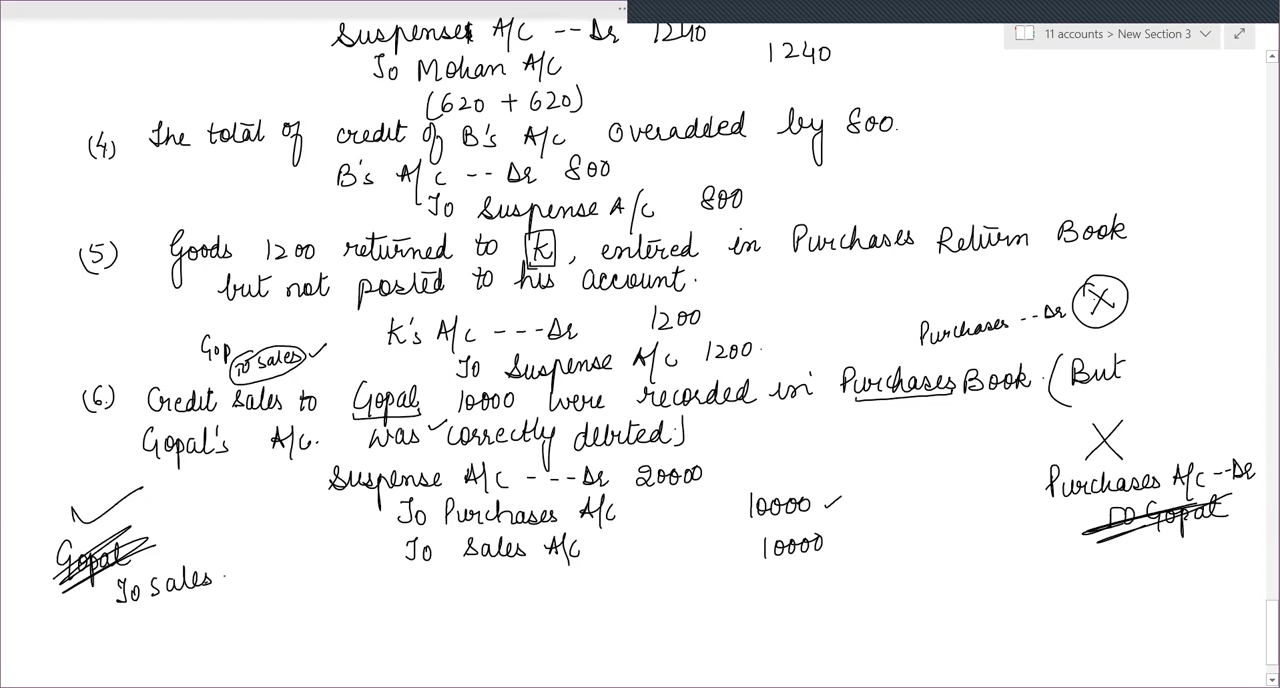 11 accounts > New Section 3
Suspense A/C -- Dr 1240
To Mohan A/C 1240
(620 + 620)
(4) The total of credit of B's A/C overadded by 800.
B's A/C -- Dr 800
To Suspense A/C 800
(5) Goods 1200 returned to K, entered in Purchases Return Book
but not posted to his account.
K's A/C --- Dr 1200
To Suspense A/C 1200.
Gop
To Sales ✓
Purchases -- Dr X
(6.) Credit Sales to Gopal 10000 were recorded in Purchases Book. (But
Gopal's A/C. was ✓ correctly debited)
Suspense A/C ---- Dr 20000
To Purchases A/C 10000 ✓
To Sales A/C 10000
✓
Gopal
To Sales.
X
Purchases A/C -- Dr
To Gopal